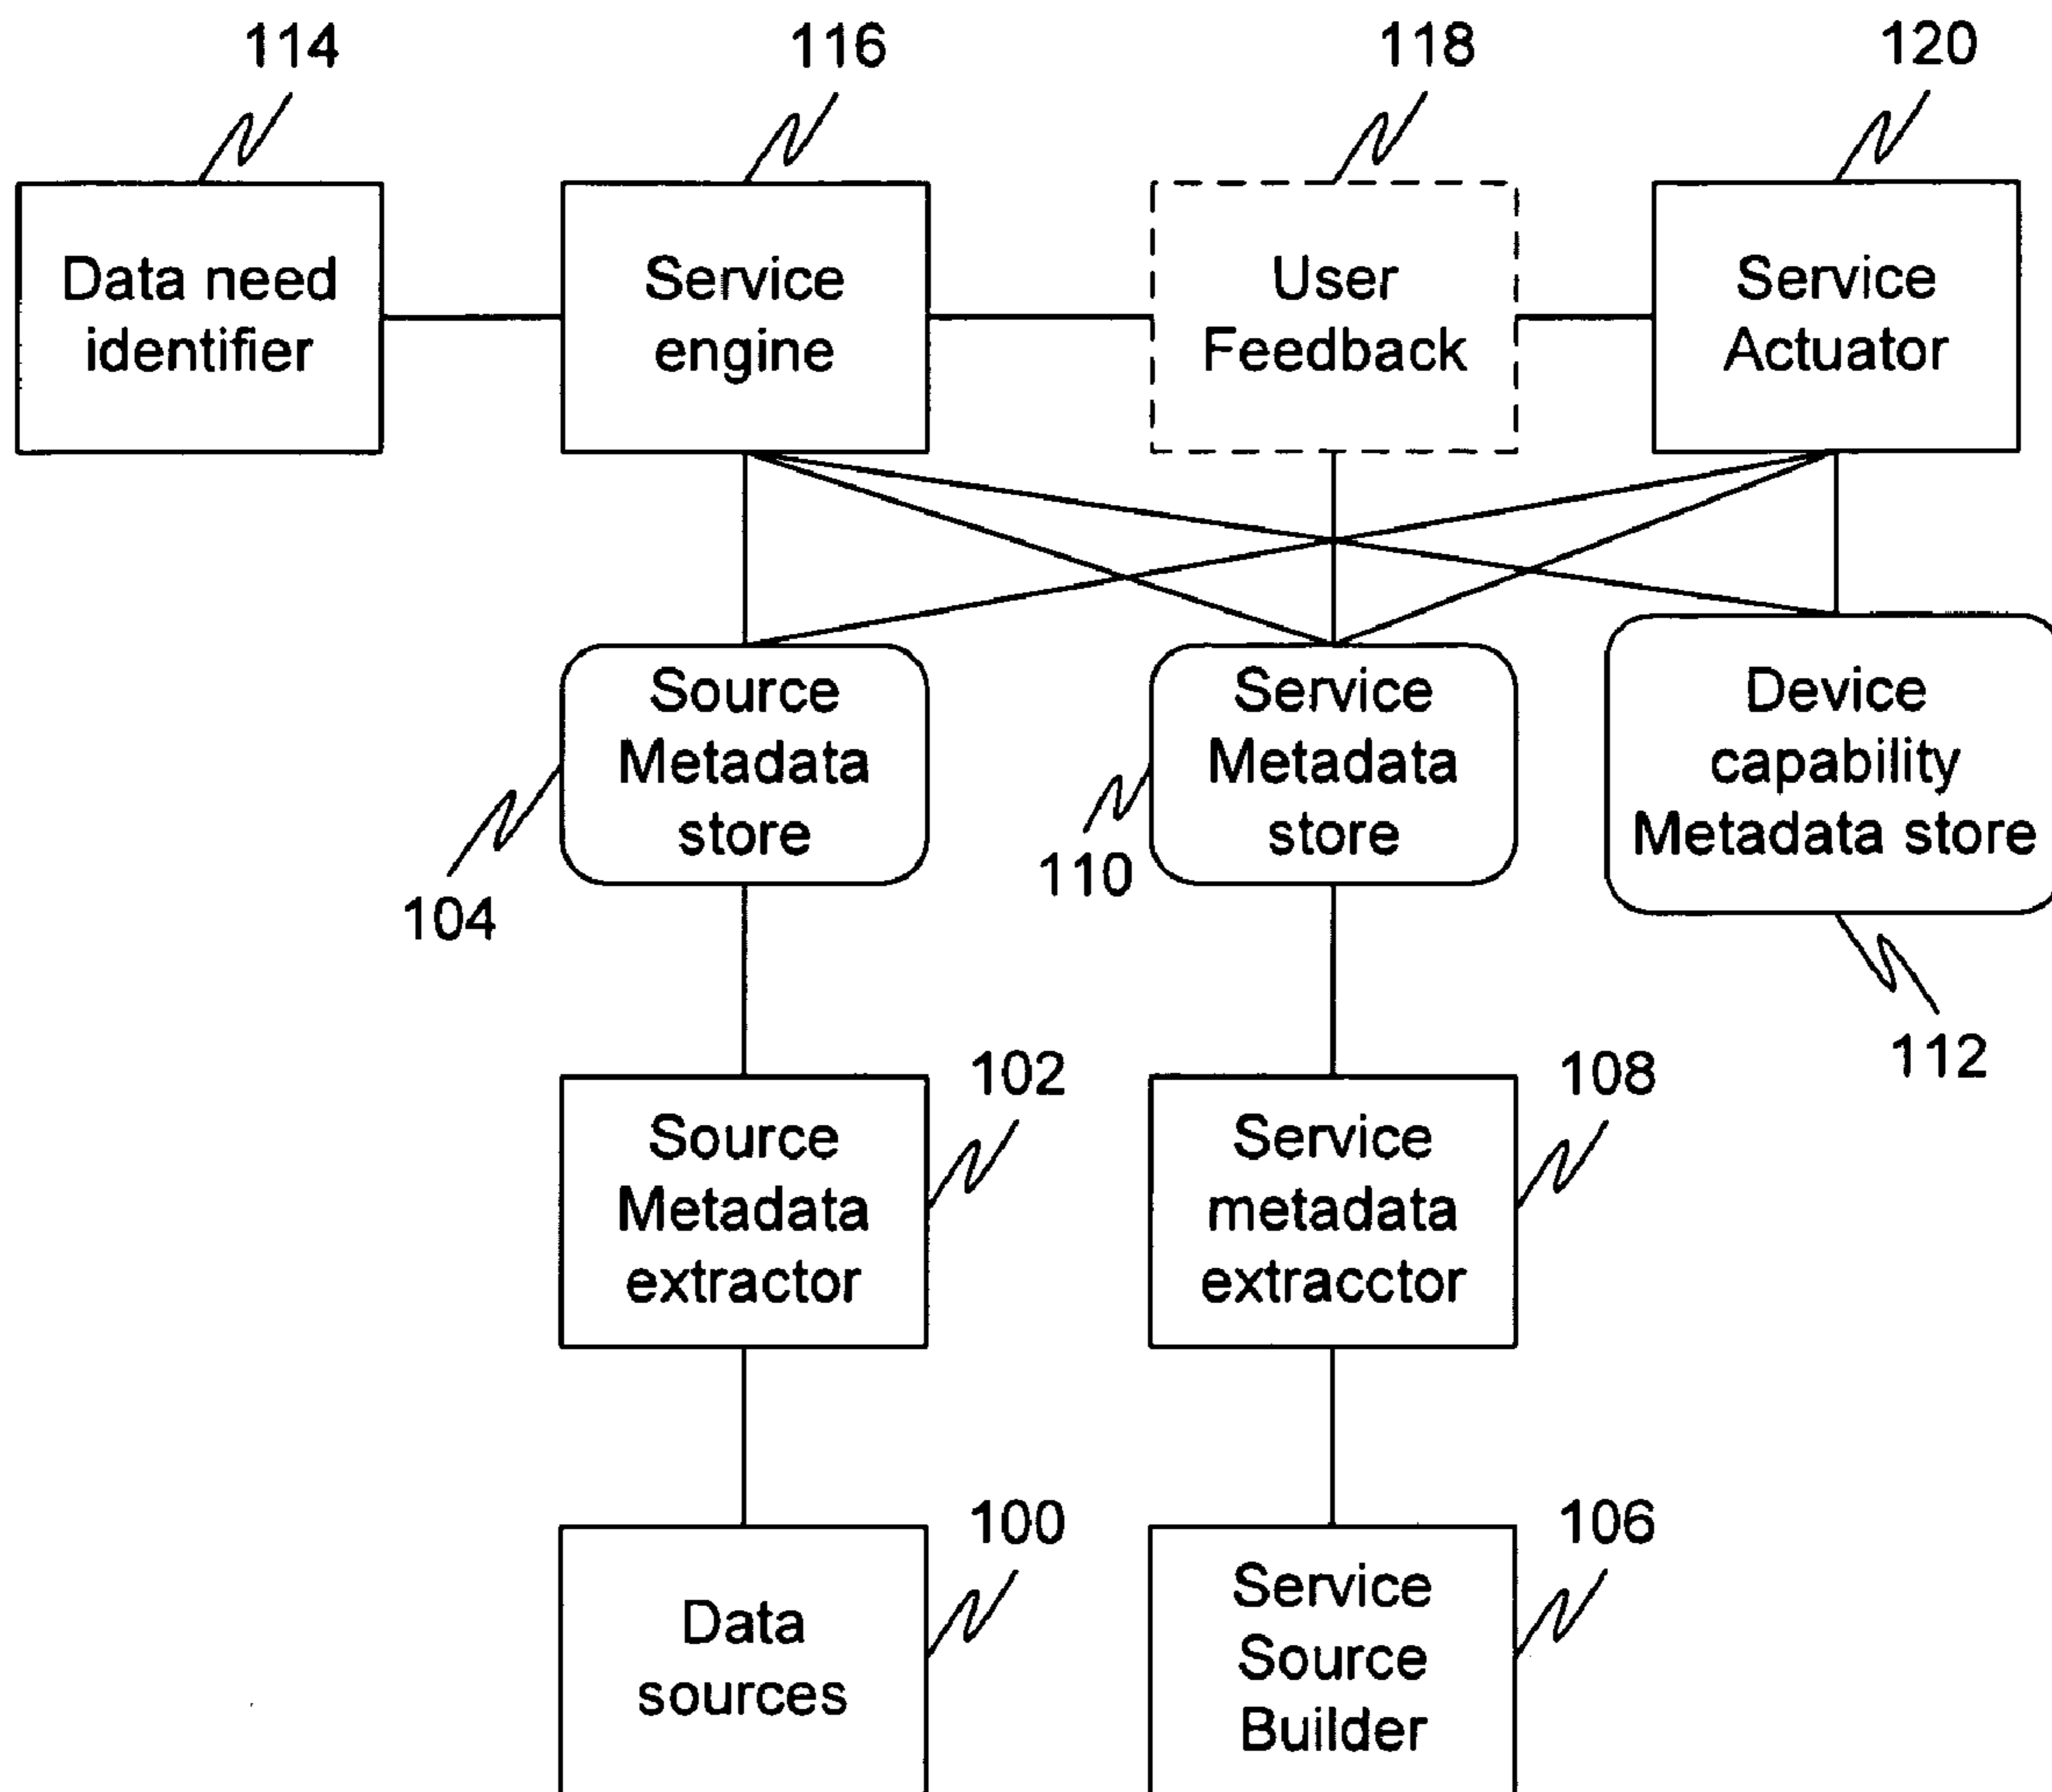 114
116
118
120
Data need
identifier
Service
engine
User
Feedback
Service
Actuator
Source
Metadata
store
Service
Metadata
store
Device
capability
Metadata store
104
110
112
102
108
Source
Metadata
extractor
Service
metadata
extracctor
100
106
Data
sources
Service
Source
Builder